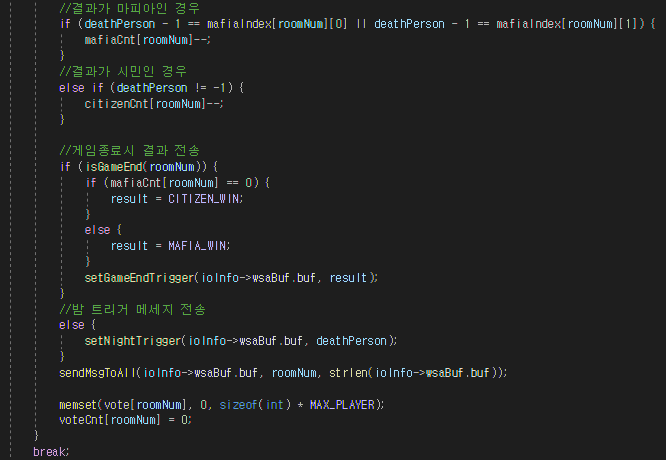 //결과가 마피아인 경우
if (deathPerson - 1 == mafiaIndex[roomNum][0] || deathPerson - 1 == mafiaIndex[roomNum][1]) {
mafiaCnt[roomNum]--;
}
//결과가 시민인 경우
else if (deathPerson != -1) {
citizenCnt[roomNum]--;
}
//게임종료시 결과 전송
if (isGameEnd(roomNum)) {
if (mafiaCnt[roomNum] == 0) {
result = CITIZEN_WIN;
}
else {
result = MAFIA_WIN;
}
setGameEndTrigger(ioInfo->wsaBuf.buf, result);
}
//밤 트리거 메세지 전송
else {
setNightTrigger(ioInfo->wsaBuf.buf, deathPerson);
}
sendMsgToAll(ioInfo->wsaBuf.buf, roomNum, strlen(ioInfo->wsaBuf.buf));
memset(vote[roomNum], 0, sizeof(int) * MAX_PLAYER);
voteCnt[roomNum] = 0;
}
break;